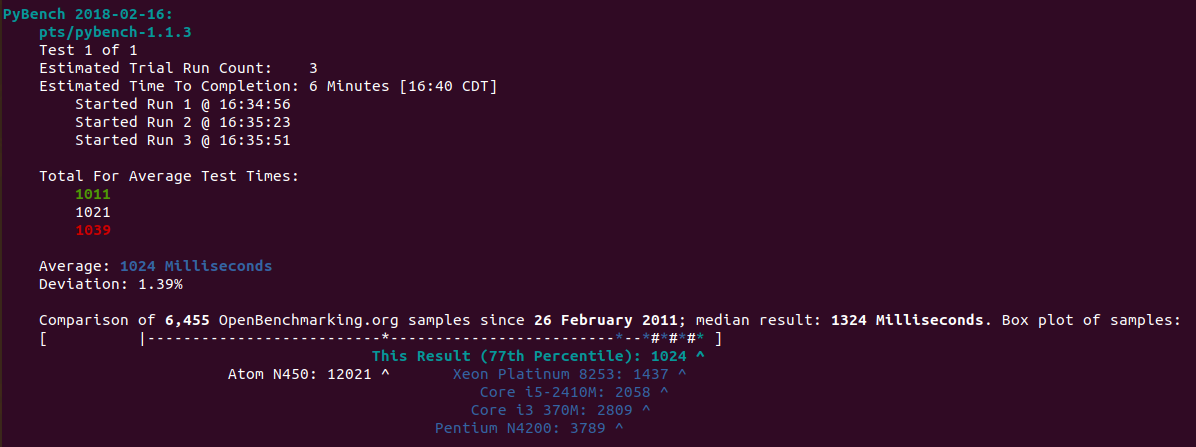 PyBench 2018-02-16:
pts/pybench-1.1.3
Test 1 of 1
Estimated Trial Run Count:    3
Estimated Time To Completion: 6 Minutes [16:40 CDT]
Started Run 1 @ 16:34:56
Started Run 2 @ 16:35:23
Started Run 3 @ 16:35:51
Total For Average Test Times:
1011
1021
1039
Average: 1024 Milliseconds
Deviation: 1.39%
Comparison of 6,455 OpenBenchmarking.org samples since 26 February 2011; median result: 1324 Milliseconds. Box plot of samples:
[          |--------------------------*-------------------------*--*#*#*#* ]
This Result (77th Percentile): 1024 ^
Atom N450: 12021 ^       Xeon Platinum 8253: 1437 ^
Core i5-2410M: 2058 ^
Core i3 370M: 2809 ^
Pentium N4200: 3789 ^